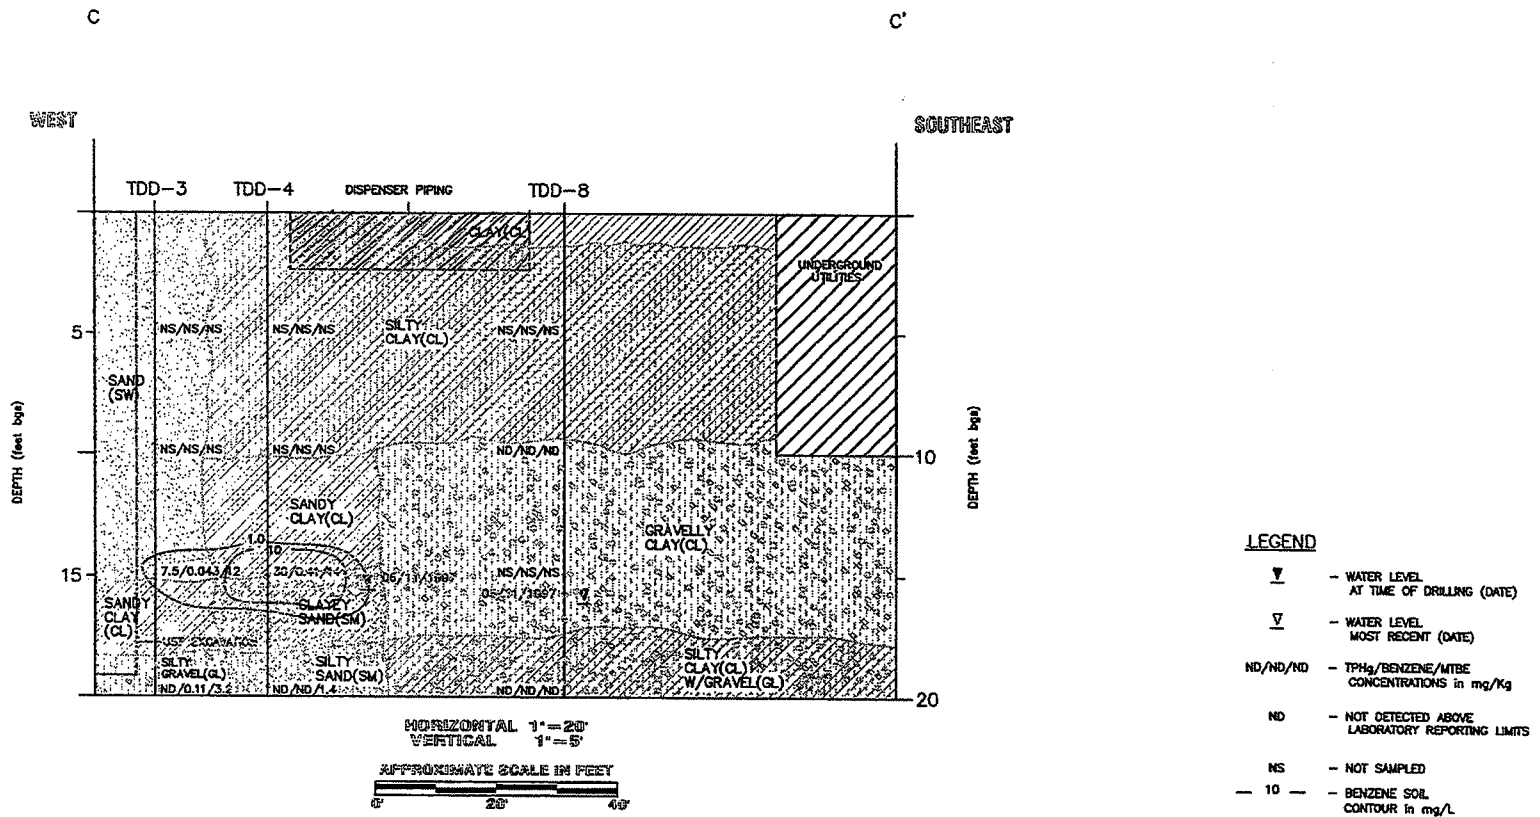 C
C'
WEST
SOUTHEAST
TDD-3
TDD-4
DISPENSER PIPING
TDD-8
CLAY(CL)
UNDERGROUND
UTILITIES
5
NS/NS/NS
NS/NS/NS
SILTY
CLAY(CL)
NS/NS/NS
SAND
(SW)
DEPTH (feet bgs)
DEPTH (feet bgs)
NS/NS/NS
NS/NS/NS
ND/ND/ND
10
SANDY
CLAY(CL)
GRAVELLY
CLAY(CL)
1.0
10
15
7.5/0.043/12
NS/NS/NS
SANDY
CLAY
(CL)
CLAYEY
SAND(SM)
SILTY
GRAVEL(GL)
SILTY
SAND(SM)
SILTY
CLAY(CL)
W/GRAVEL(GL)
ND/0.11/3.2
ND/ND/1.4
ND/ND/ND
20
HORIZONTAL 1"=20'
VERTICAL 1"=5'
APPROXIMATE SCALE IN FEET
0' 20' 40'
LEGEND
- WATER LEVEL
AT TIME OF DRILLING (DATE)
- WATER LEVEL
MOST RECENT (DATE)
ND/ND/ND - TPHg/BENZENE/MTBE
CONCENTRATIONS in mg/Kg
ND - NOT DETECTED ABOVE
LABORATORY REPORTING LIMITS
NS - NOT SAMPLED
— 10 — - BENZENE SOIL
CONTOUR in mg/L